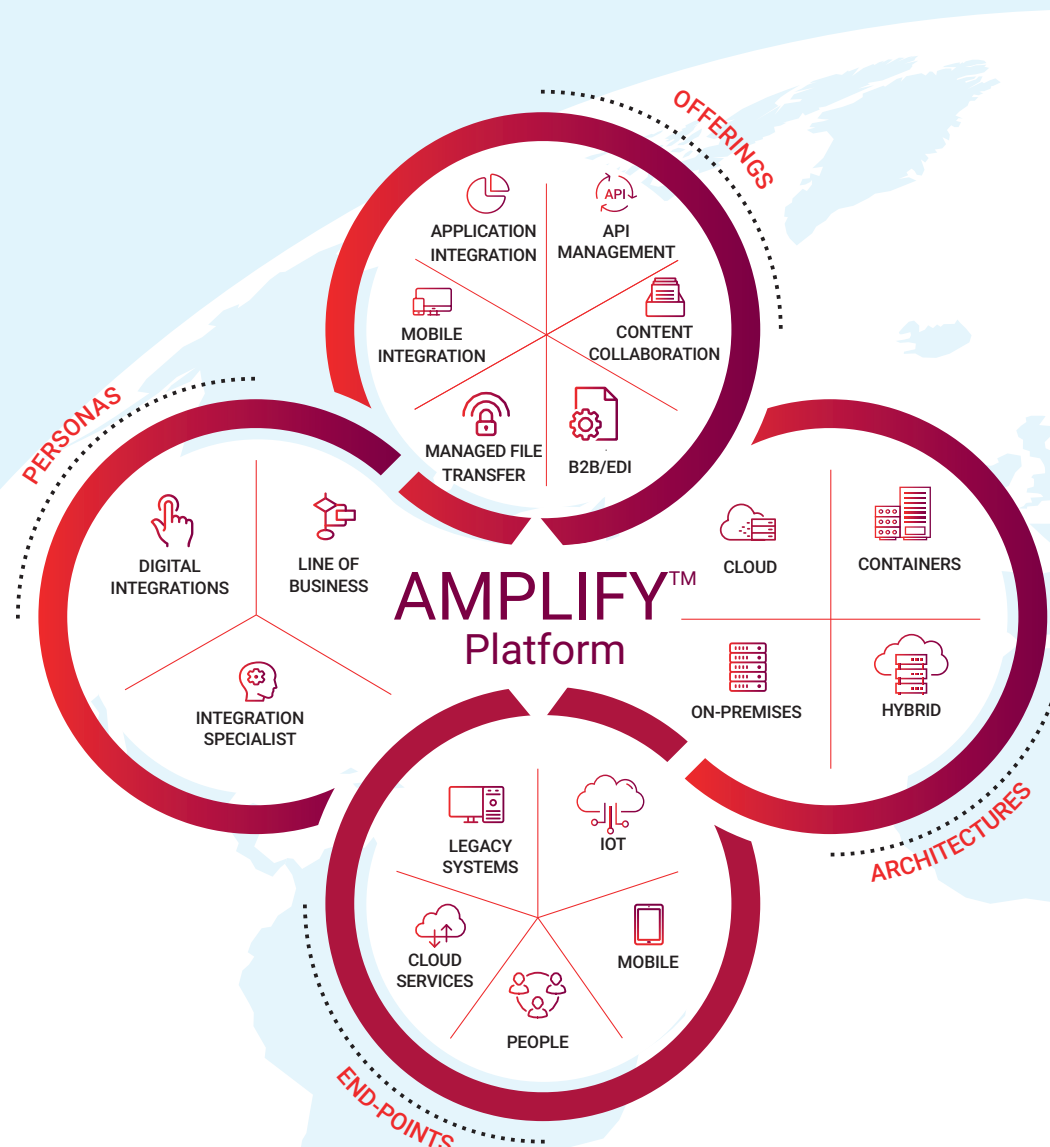 OFFERINGS
APPLICATION
INTEGRATION
API
API
MANAGEMENT
MOBILE
INTEGRATION
CONTENT
COLLABORATION
MANAGED FILE
TRANSFER
B2B/EDI
PERSONAS
DIGITAL
INTEGRATIONS
LINE OF
BUSINESS
INTEGRATION
SPECIALIST
AMPLIFY™
Platform
CLOUD
CONTAINERS
ON-PREMISES
HYBRID
ARCHITECTURES
LEGACY
SYSTEMS
IOT
CLOUD
SERVICES
MOBILE
PEOPLE
END-POINTS